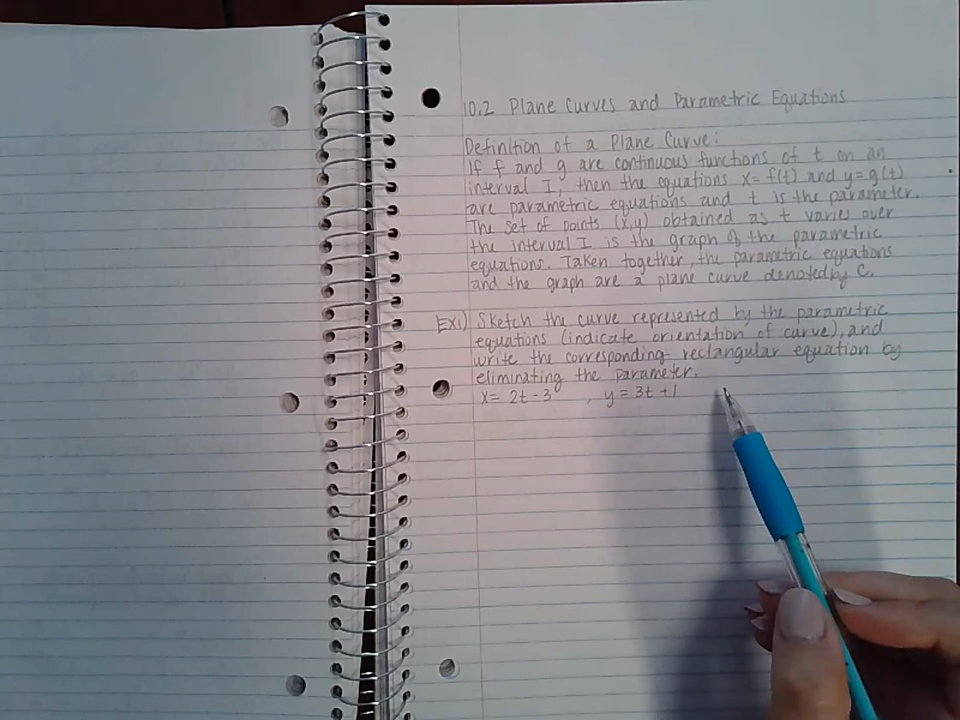 10.2 Plane Curves and Parametric Equations
Definition of a Plane Curve:
If f and g are continuous functions of t on an
interval I, then the equations x=f(t) and y=g(t)
are parametric equations and t is the parameter.
The set of points (x,y) obtained as t varies over
the interval I is the graph of the parametric
equations. Taken together, the parametric equations
and the graph are a plane curve denoted by C.
EX1) Sketch the curve represented by the parametric
equations (indicate orientation of curve), and
write the corresponding rectangular equation by
eliminating the parameter.
x= 2t-3 , y=3t+1